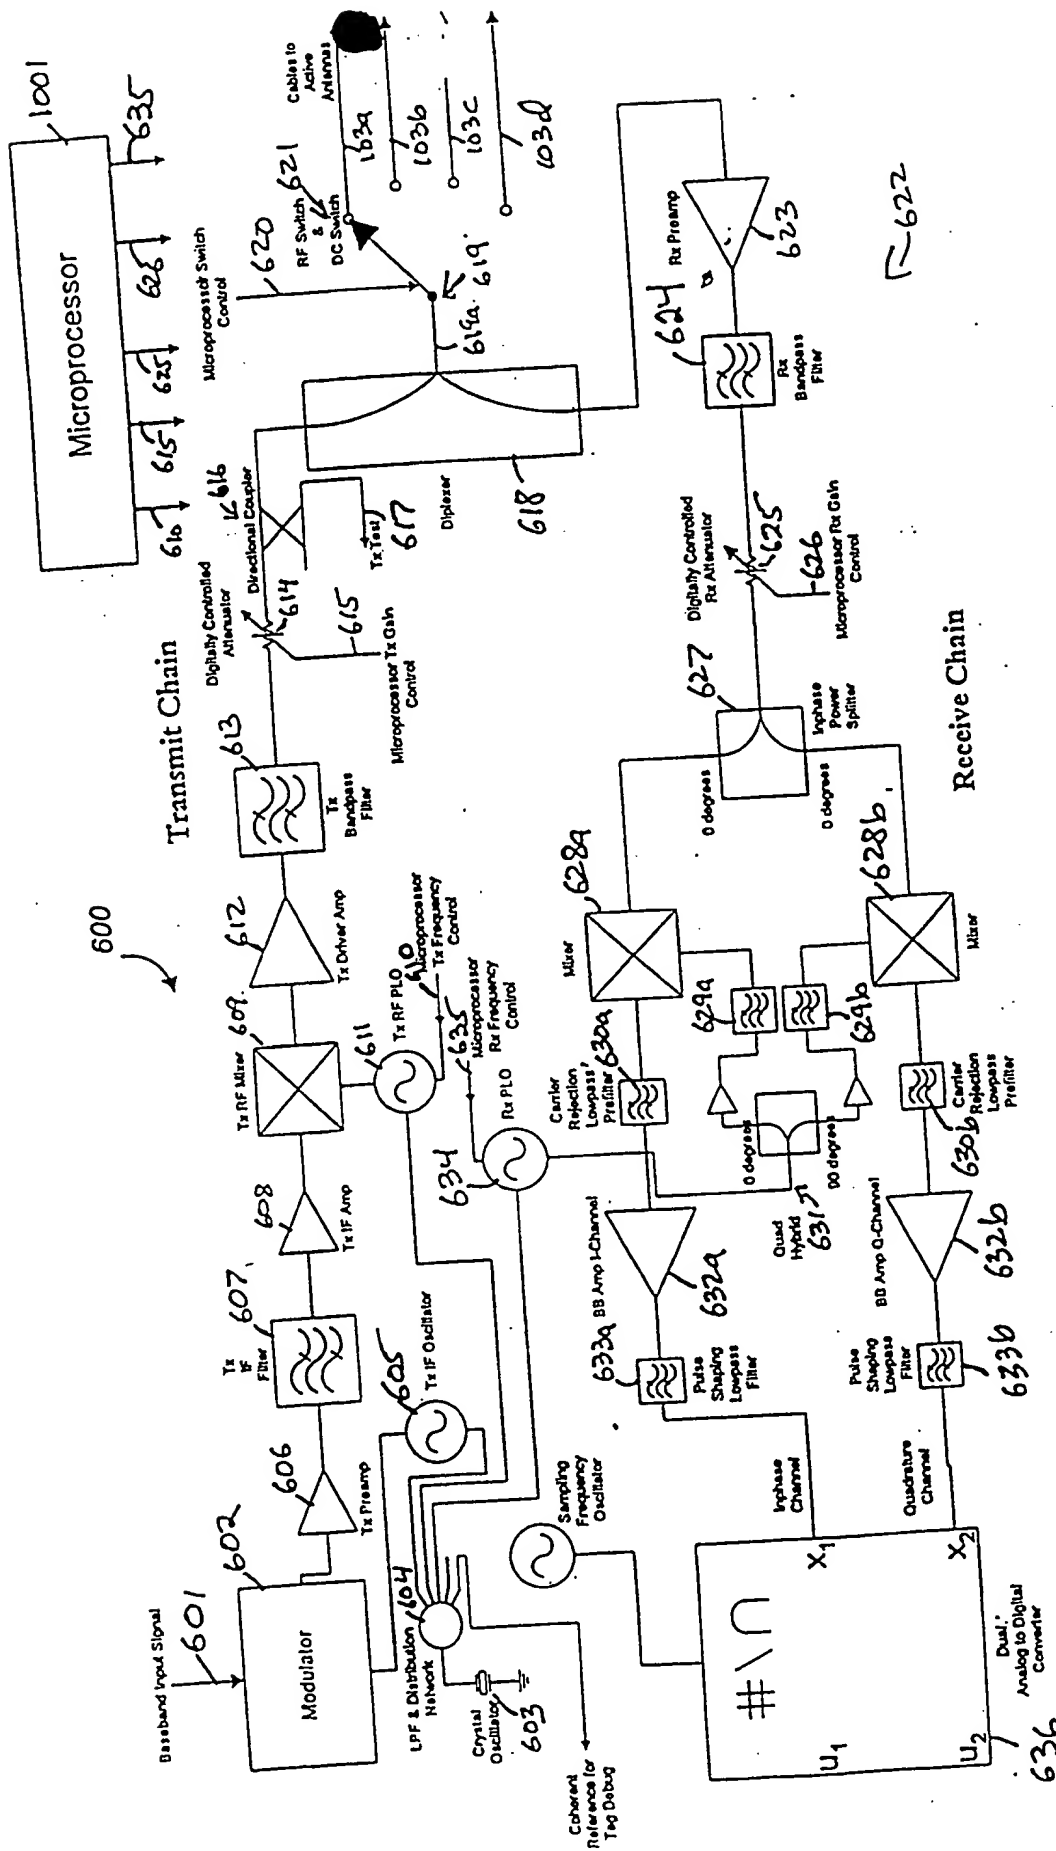 Microprocessor
1001
610
615
625
626
635
600
Transmit Chain
Baseband Input Signal
601
602
Modulator
606
Tx Preamp
607
Tx
IF
Filter
608
Tx IF Amp
609
Tx RF Mixer
612
Tx Driver Amp
613
Tx
Bandpass
Filter
Digitally Controlled
Attenuator
614
615
Microprocessor Tx Gain
Control
616
Directional Coupler
Tx Test
617
Diplexer
618
619a
619
Microprocessor Switch
Control
620
RF Switch
&
DC Switch
621
Cables to
Active
Antennas
103a
103b
103c
103d
LPF & Distribution
Network
604
Crystal
Oscillator
603
Coherent
Reference for
Tag Debug
605
Tx IF Oscillator
611
Tx RF PLO
610
Microprocessor
Tx Frequency
Control
635
Microprocessor
Rx Frequency
Control
Rx PLO
634
Sampling
Frequency
Oscillator
622
Rx Preamp
623
624
Rx
Bandpass
Filter
Digitally Controlled
Rx Attenuator
625
626
Microprocessor Rx Gain
Control
Receive Chain
627
Inphase
Power
Splitter
0 degrees
0 degrees
628a
Mixer
628b
Mixer
629a
629b
630a
Carrier
Rejection
Lowpass
Prefilter
630b
Carrier
Rejection
Lowpass
Prefilter
0 degrees
90 degrees
Quad
Hybrid
631
BB Amp I-Channel
632a
BB Amp Q-Channel
632b
633a
Pulse
Shaping
Lowpass
Filter
Pulse
Shaping
Lowpass
Filter
633b
Inphase
Channel
Quadrature
Channel
X1
X2
U1
U2
# \ ∩
Dual,
Analog to Digital
Converter
636